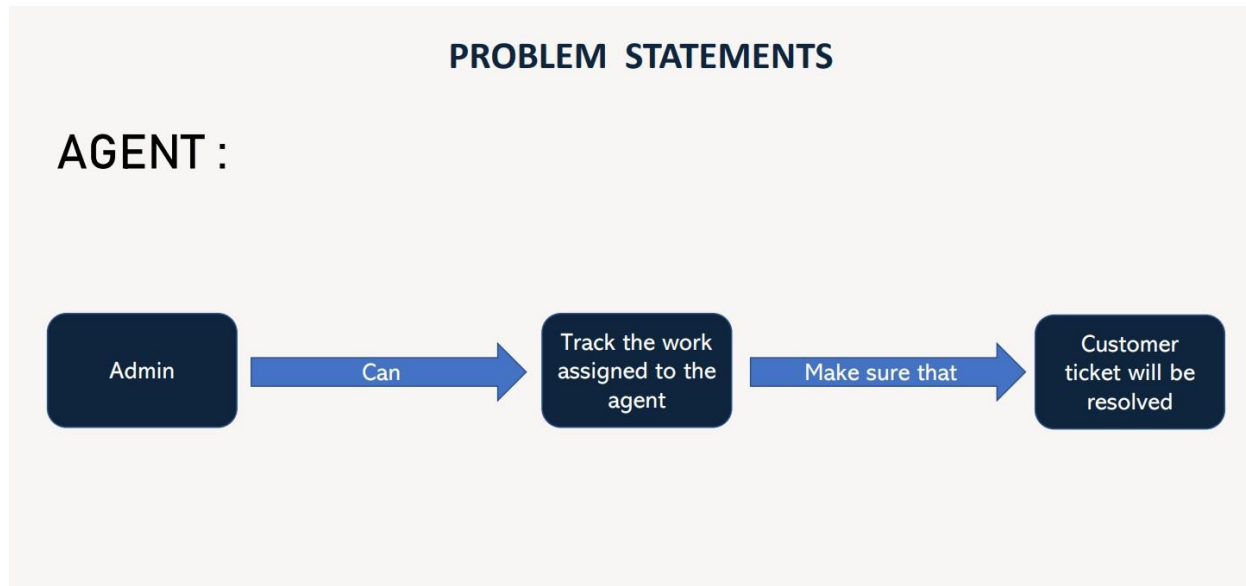 PROBLEM STATEMENTS
AGENT :
Admin
Can
Track the work
assigned to the
agent
Make sure that
Customer
ticket will be
resolved